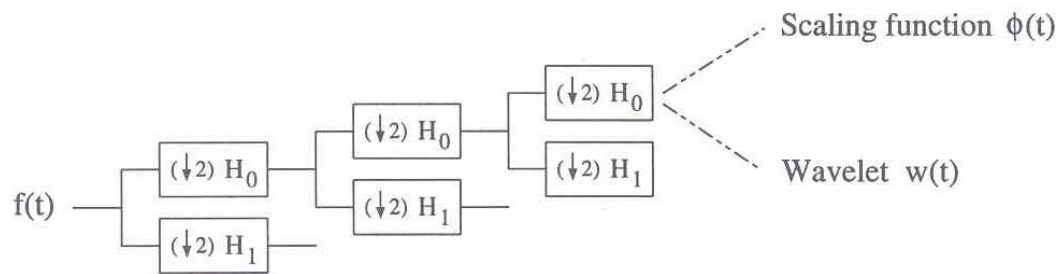 Scaling function ϕ(t)
(↓2) H₀
(↓2) H₀
(↓2) H₀
(↓2) H₁
Wavelet w(t)
(↓2) H₁
f(t)
(↓2) H₁